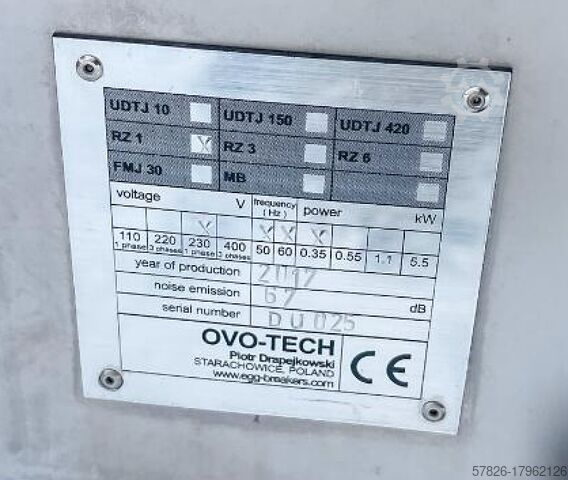 UDTJ 10 UDTJ 150 UDTJ 420
RZ 1 X RZ 3 RZ 6
FMJ 30 MB
voltage V frequency (Hz) power kW
X X X X
110 220 230 400 50 60 0.35 0.55 1.1 5.5
1 phase 3 phases 1 phase 3 phases
year of production 2017
noise emission 67 dB
serial number DU025
OVO-TECH
Piotr Drapejkowski
STARACHOWICE, POLAND
www.egg-breakers.com
CE
57826-17962126